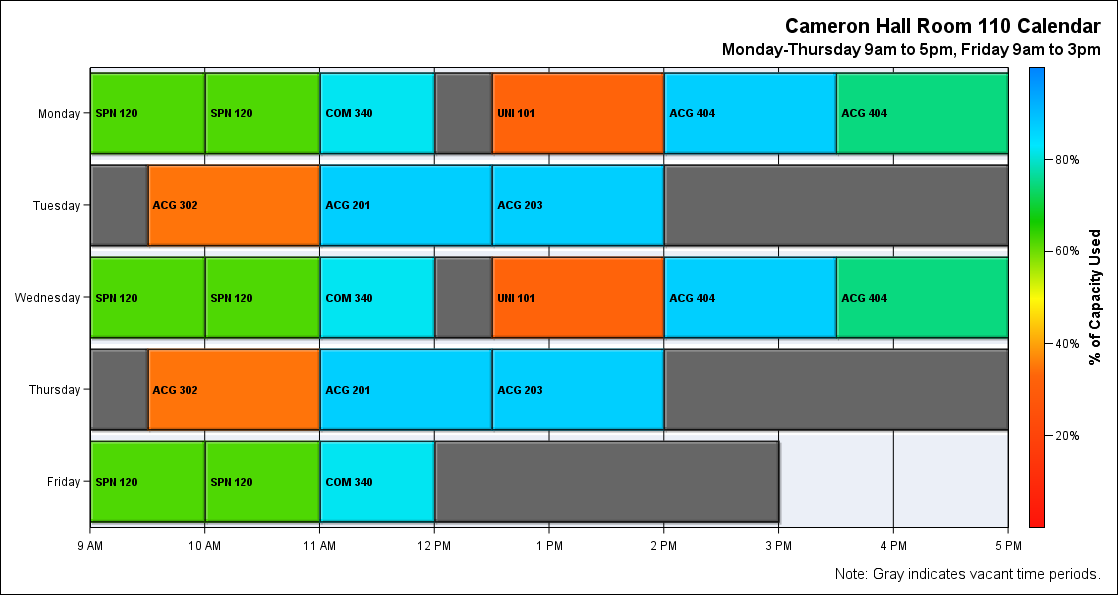 Cameron Hall Room 110 Calendar
Monday-Thursday 9am to 5pm, Friday 9am to 3pm
Monday
SPN 120
SPN 120
COM 340
UNI 101
ACG 404
ACG 404
Tuesday
ACG 302
ACG 201
ACG 203
Wednesday
SPN 120
SPN 120
COM 340
UNI 101
ACG 404
ACG 404
Thursday
ACG 302
ACG 201
ACG 203
Friday
SPN 120
SPN 120
COM 340
9 AM
10 AM
11 AM
12 PM
1 PM
2 PM
3 PM
4 PM
5 PM
80%
60%
40%
20%
% of Capacity Used
Note: Gray indicates vacant time periods.